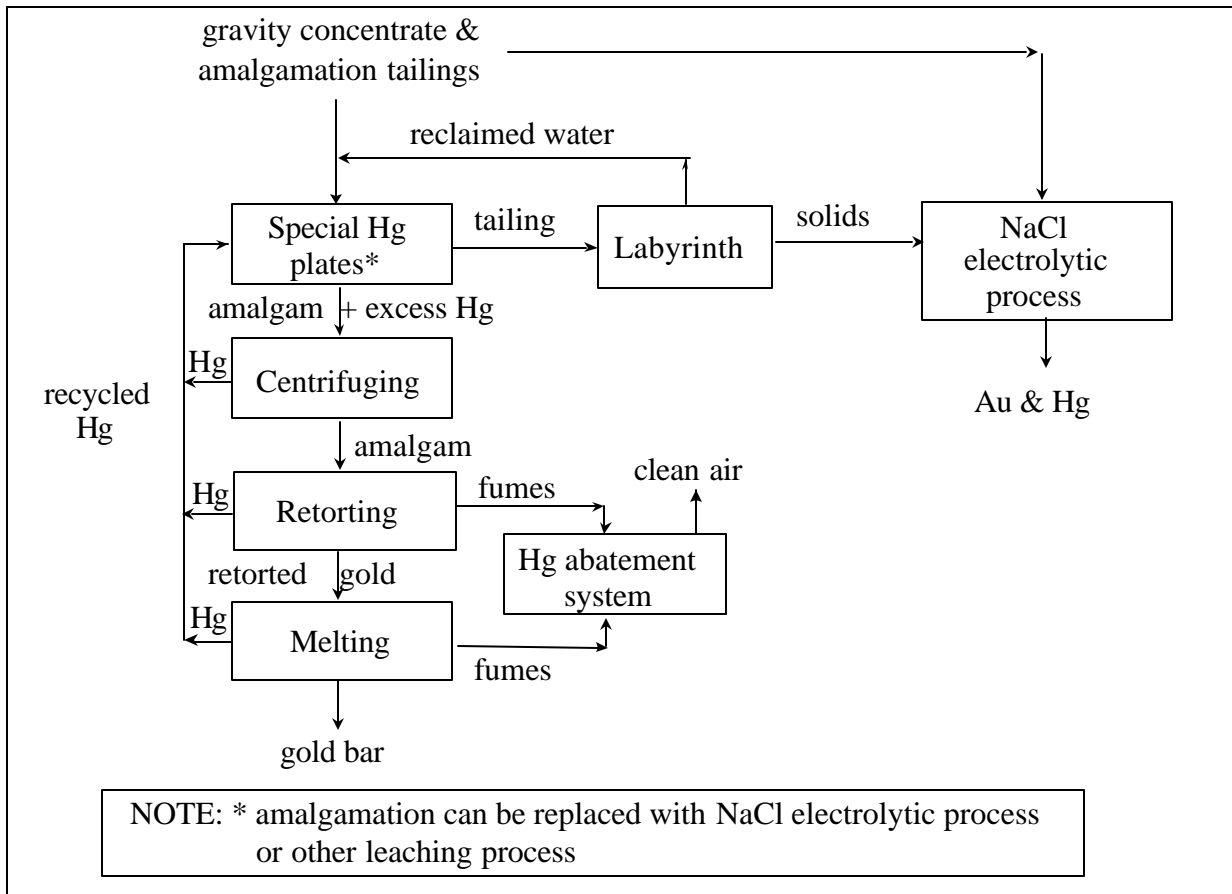 gravity concentrate &
amalgamation tailings
reclaimed water
Special Hg
plates*
tailing
Labyrinth
solids
NaCl
electrolytic
process
amalgam + excess Hg
Hg
Centrifuging
recycled
Hg
Au & Hg
amalgam
clean air
Hg
Retorting
fumes
Hg abatement
system
retorted gold
Hg
Melting
fumes
gold bar
NOTE: * amalgamation can be replaced with NaCl electrolytic process
or other leaching process